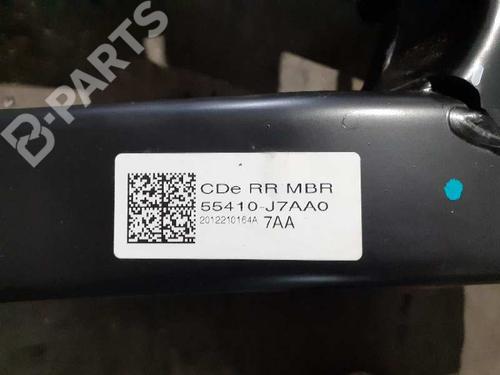 B-PARTS
CDe RR MBR
55410-J7AA0
2012210164A 7AA